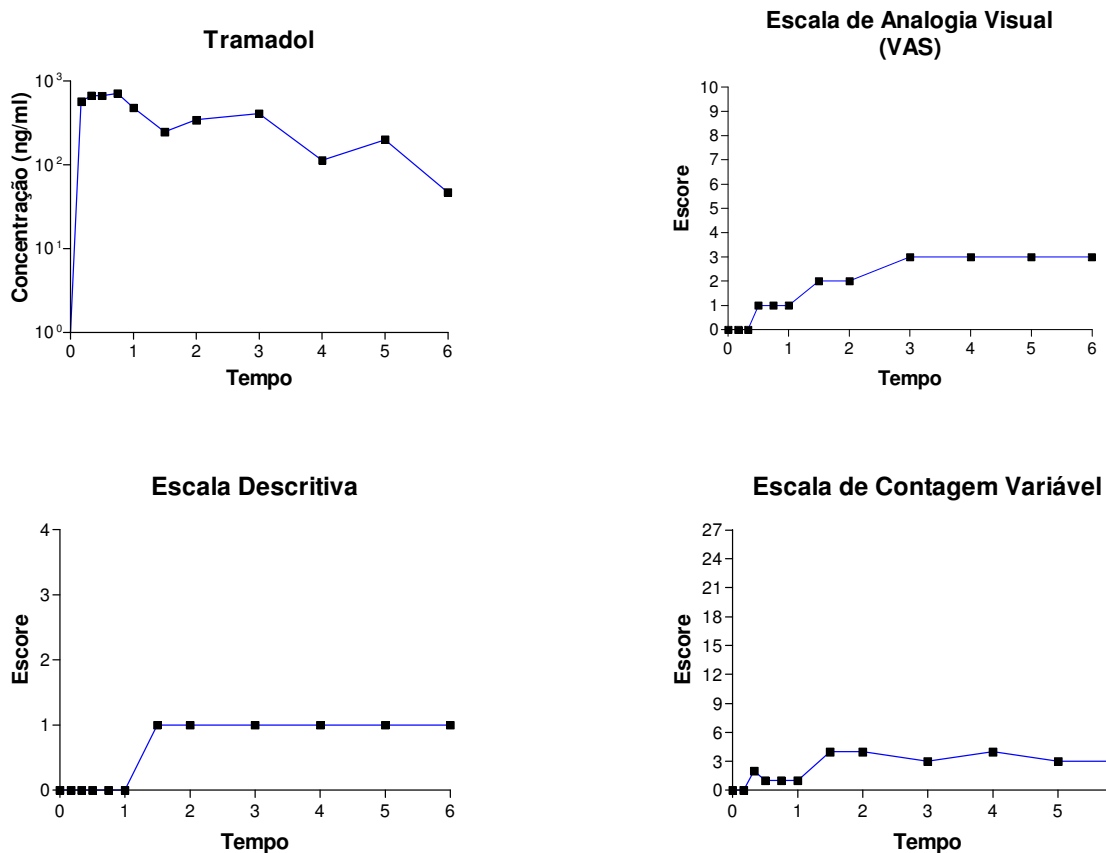 Tramadol
Concentração (ng/ml)
10³
10²
10¹
10⁰
0 1 2 3 4 5 6
Tempo
Escala de Analogia Visual
(VAS)
Escore
10
9
8
7
6
5
4
3
2
1
0
0 1 2 3 4 5 6
Tempo
Escala Descritiva
Escore
4
3
2
1
0
0 1 2 3 4 5 6
Tempo
Escala de Contagem Variável
Escore
27
24
21
18
15
12
9
6
3
0
0 1 2 3 4 5
Tempo